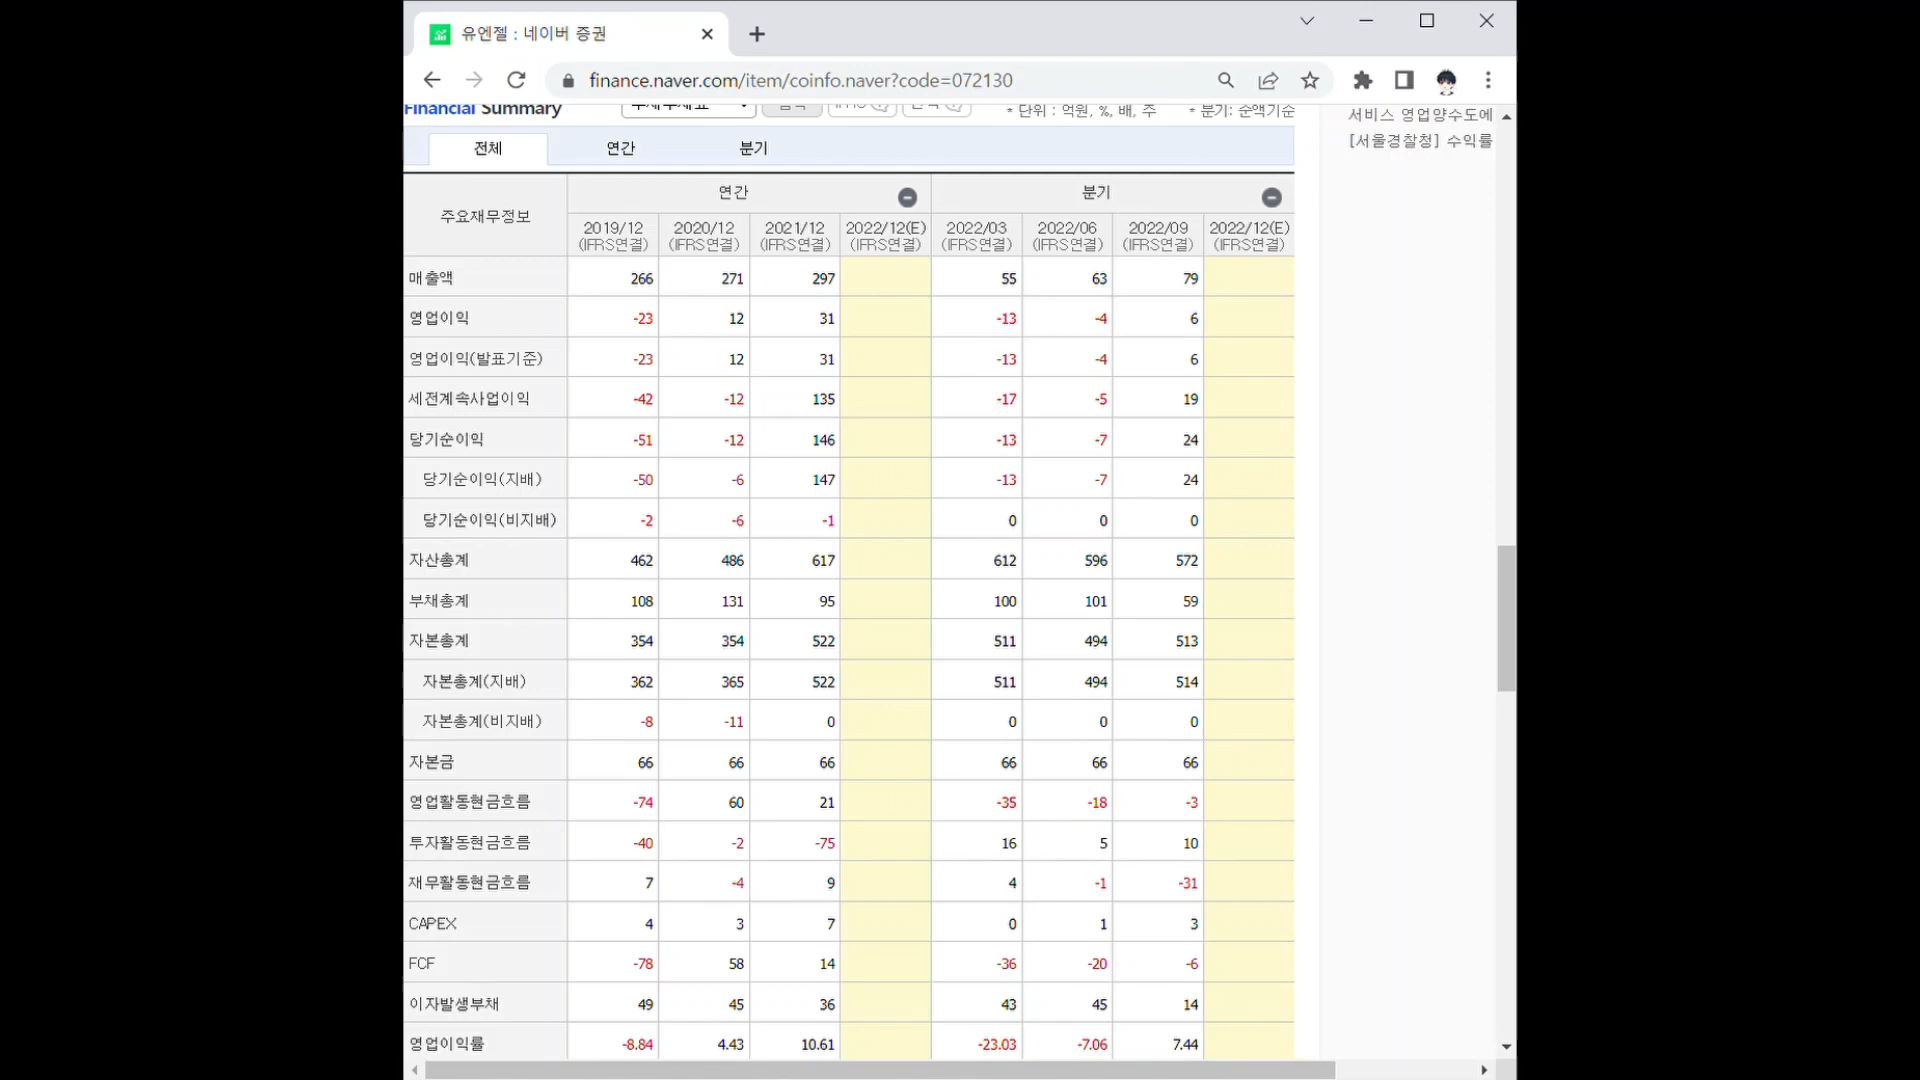 유엔젤 : 네이버 증권
finance.naver.com/item/coinfo.naver?code=072130
Financial Summary
* 단위 : 억원, %, 배, 주 * 분기: 순액기준
서비스 영업양수도에
[서울경찰청] 수익률
전체 연간 분기
주요재무정보 연간 분기
2019/12 2020/12 2021/12 2022/12(E) 2022/03 2022/06 2022/09 2022/12(E)
(IFRS연결) (IFRS연결) (IFRS연결) (IFRS연결) (IFRS연결) (IFRS연결) (IFRS연결) (IFRS연결)
매출액 266 271 297 55 63 79
영업이익 -23 12 31 -13 -4 6
영업이익(발표기준) -23 12 31 -13 -4 6
세전계속사업이익 -42 -12 135 -17 -5 19
당기순이익 -51 -12 146 -13 -7 24
당기순이익(지배) -50 -6 147 -13 -7 24
당기순이익(비지배) -2 -6 -1 0 0 0
자산총계 462 486 617 612 596 572
부채총계 108 131 95 100 101 59
자본총계 354 354 522 511 494 513
자본총계(지배) 362 365 522 511 494 514
자본총계(비지배) -8 -11 0 0 0 0
자본금 66 66 66 66 66 66
영업활동현금흐름 -74 60 21 -35 -18 -3
투자활동현금흐름 -40 -2 -75 16 5 10
재무활동현금흐름 7 -4 9 4 -1 -31
CAPEX 4 3 7 0 1 3
FCF -78 58 14 -36 -20 -6
이자발생부채 49 45 36 43 45 14
영업이익률 -8.84 4.43 10.61 -23.03 -7.06 7.44